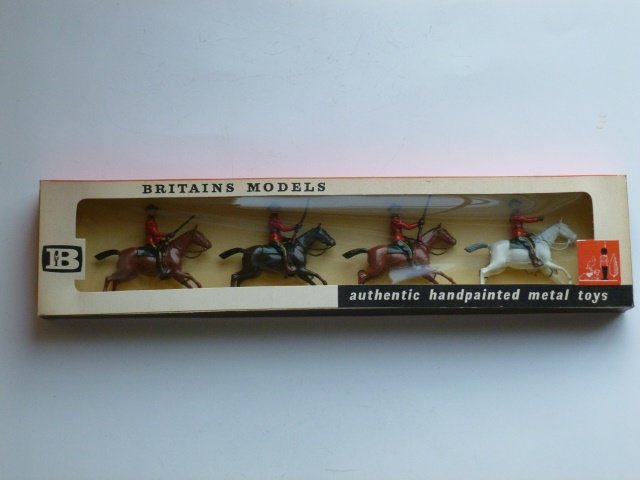 BRITAINS MODELS
B
authentic handpainted metal toys